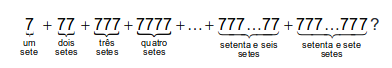 7 + 77 + 777 + 7777 + ... + 777...77 + 777...777 ?
um dois três quatro setenta e seis setenta e sete
sete setes setes setes setes setes